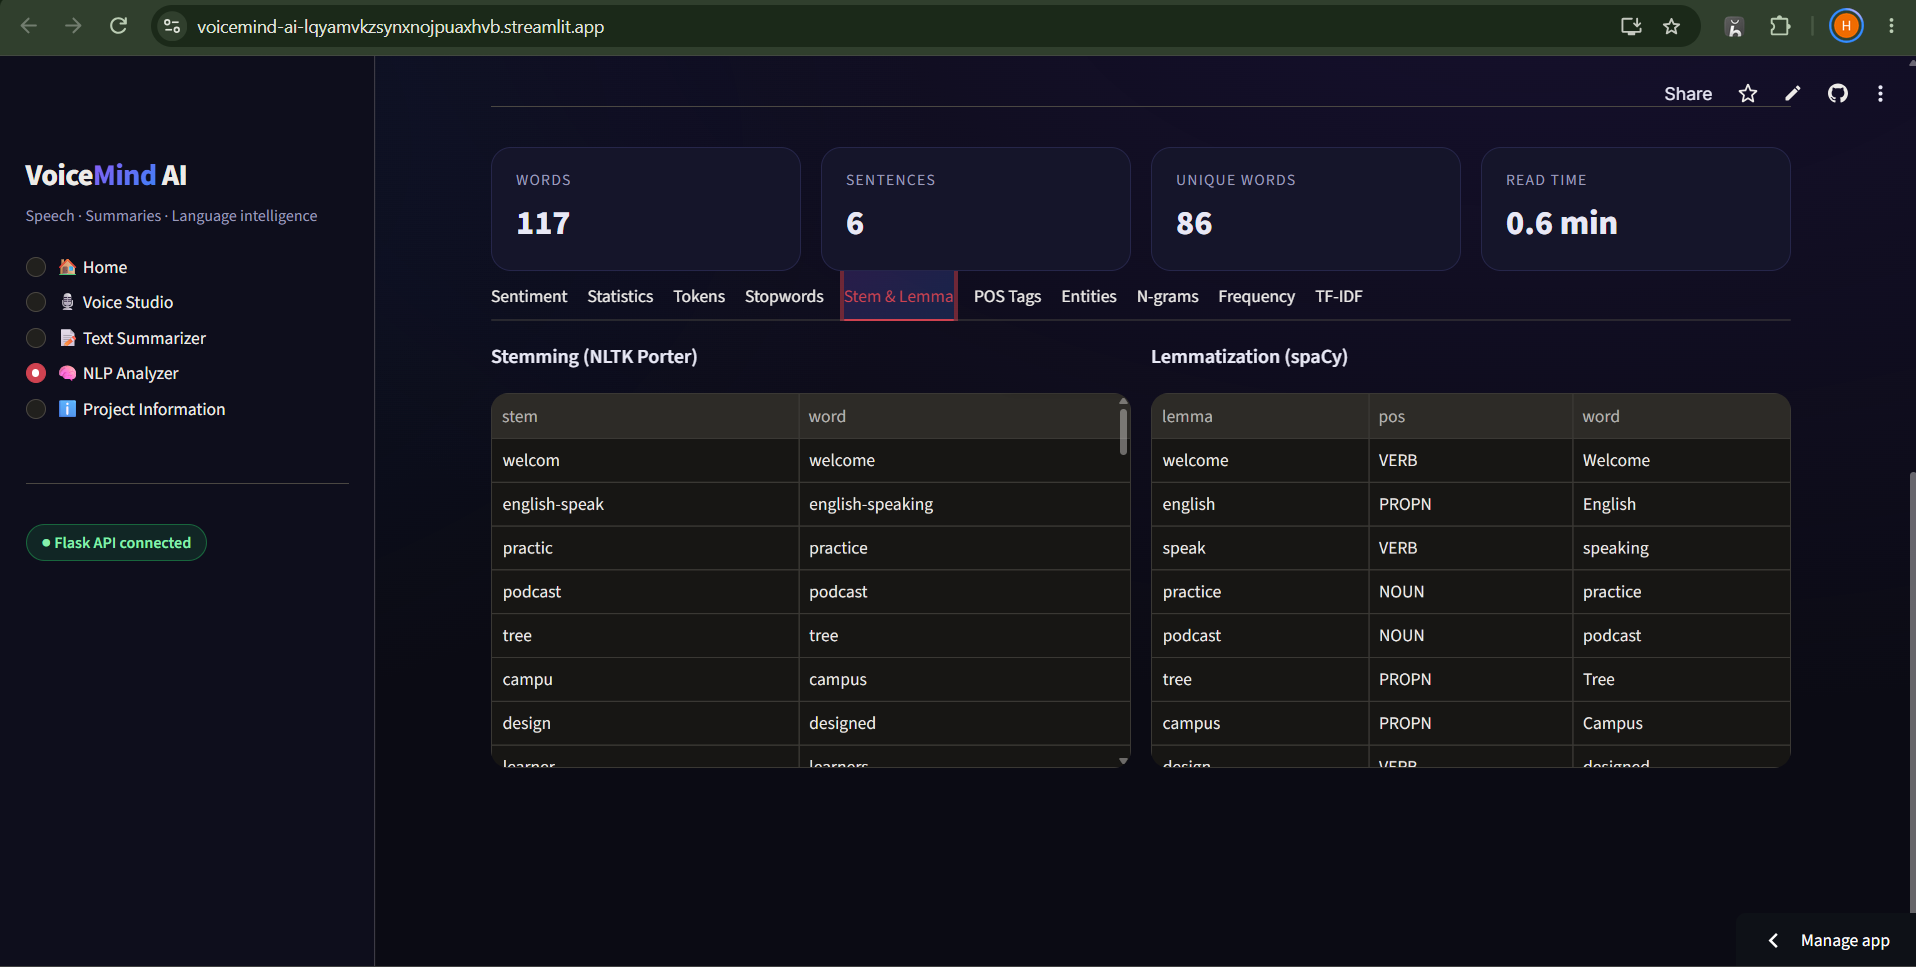 voicemind-ai-lqyamvkzsynxnojpuaxhvb.streamlit.app
H
Share
VoiceMind AI
Speech · Summaries · Language intelligence
Home
Voice Studio
Text Summarizer
NLP Analyzer
Project Information
Flask API connected
WORDS SENTENCES UNIQUE WORDS READ TIME
117 6 86 0.6 min
Sentiment Statistics Tokens Stopwords Stem & Lemma POS Tags Entities N-grams Frequency TF-IDF
Stemming (NLTK Porter)
stem word
welcom welcome
english-speak english-speaking
practic practice
podcast podcast
tree tree
campu campus
design designed
learner learners
Lemmatization (spaCy)
lemma pos word
welcome VERB Welcome
english PROPN English
speak VERB speaking
practice NOUN practice
podcast NOUN podcast
tree PROPN Tree
campus PROPN Campus
design VERB designed
Manage app